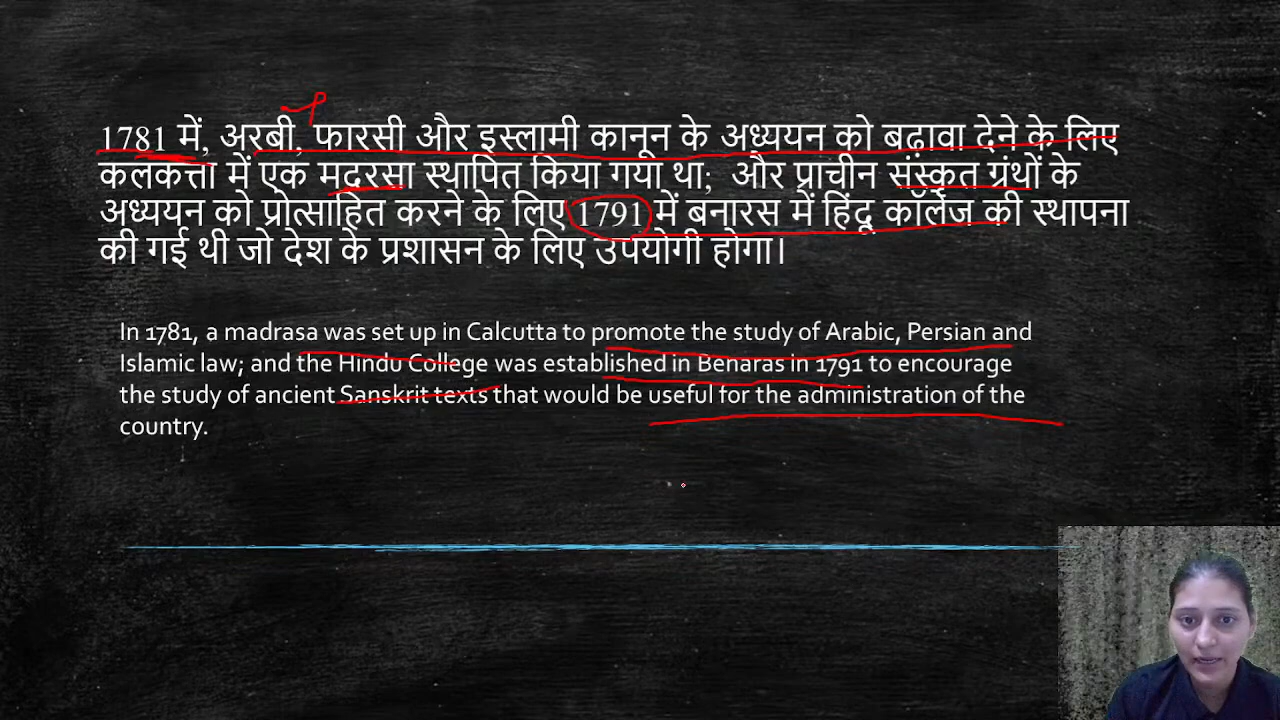 1781 में, अरबी, फारसी और इस्लामी कानून के अध्ययन को बढ़ावा देने के लिए
कलकत्ता में एक मदरसा स्थापित किया गया था;  और प्राचीन संस्कृत ग्रंथों के
अध्ययन को प्रोत्साहित करने के लिए 1791 में बनारस में हिंदू कॉलेज की स्थापना
की गई थी जो देश के प्रशासन के लिए उपयोगी होगा।
In 1781, a madrasa was set up in Calcutta to promote the study of Arabic, Persian and
Islamic law; and the Hindu College was established in Benaras in 1791 to encourage
the study of ancient Sanskrit texts that would be useful for the administration of the
country.